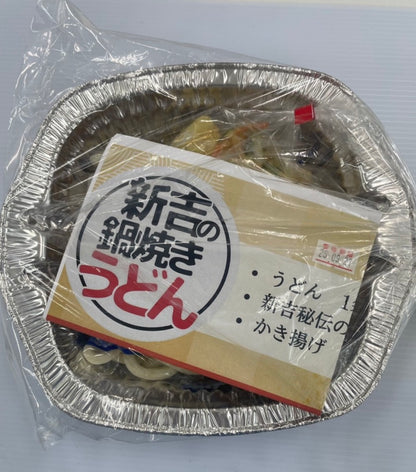 新吉の
鍋焼き
うどん
・うどん 1
・新吉秘伝の
・かき揚げ